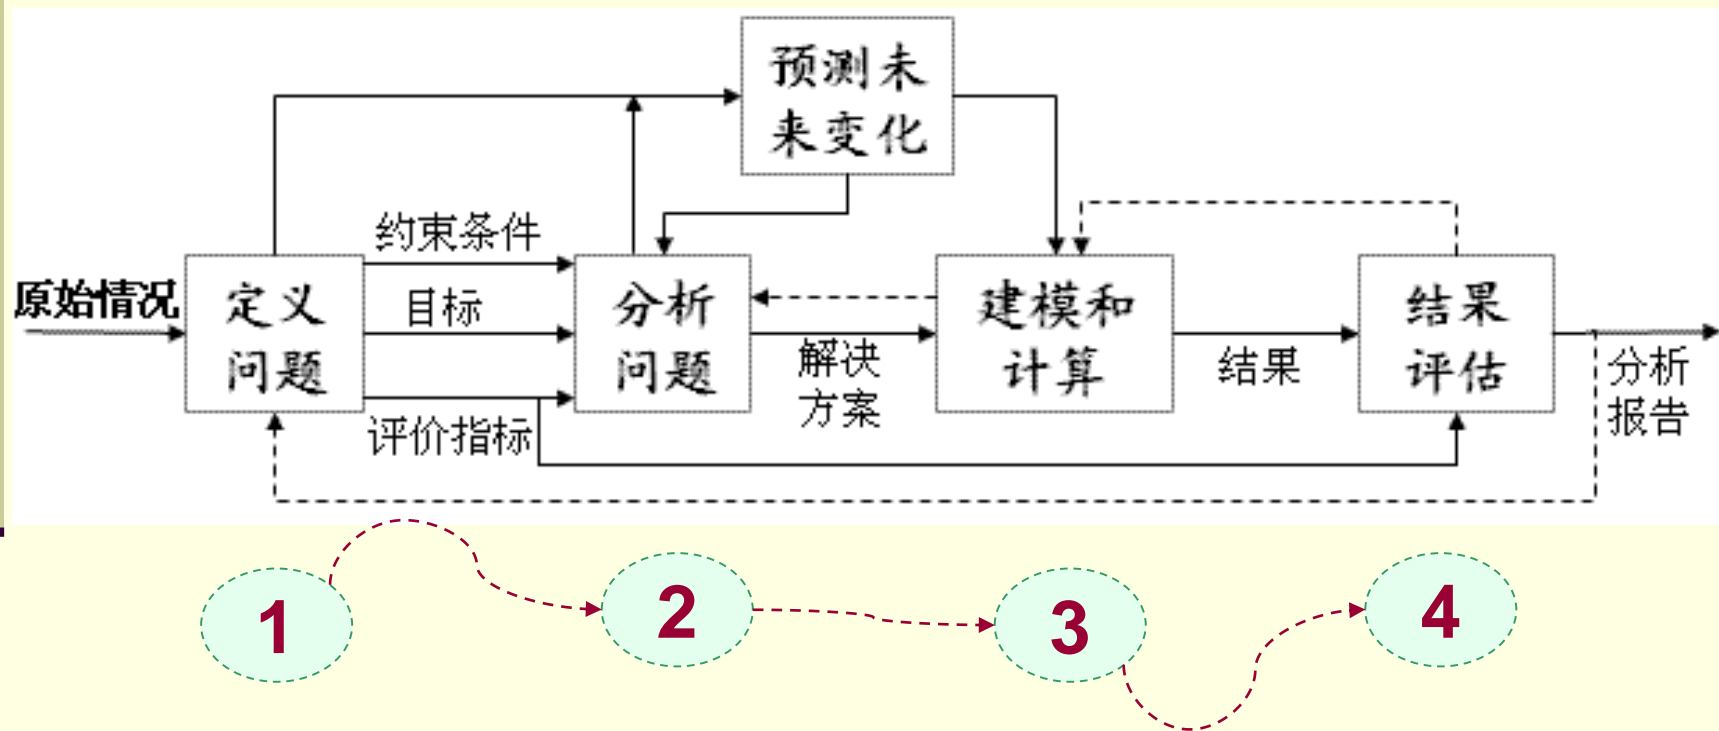 预测未
来变化
约束条件
原始情况
定义
问题
目标
评价指标
分析
问题
解决
方案
建模和
计算
结果
结果
评估
分析
报告
1
2
3
4